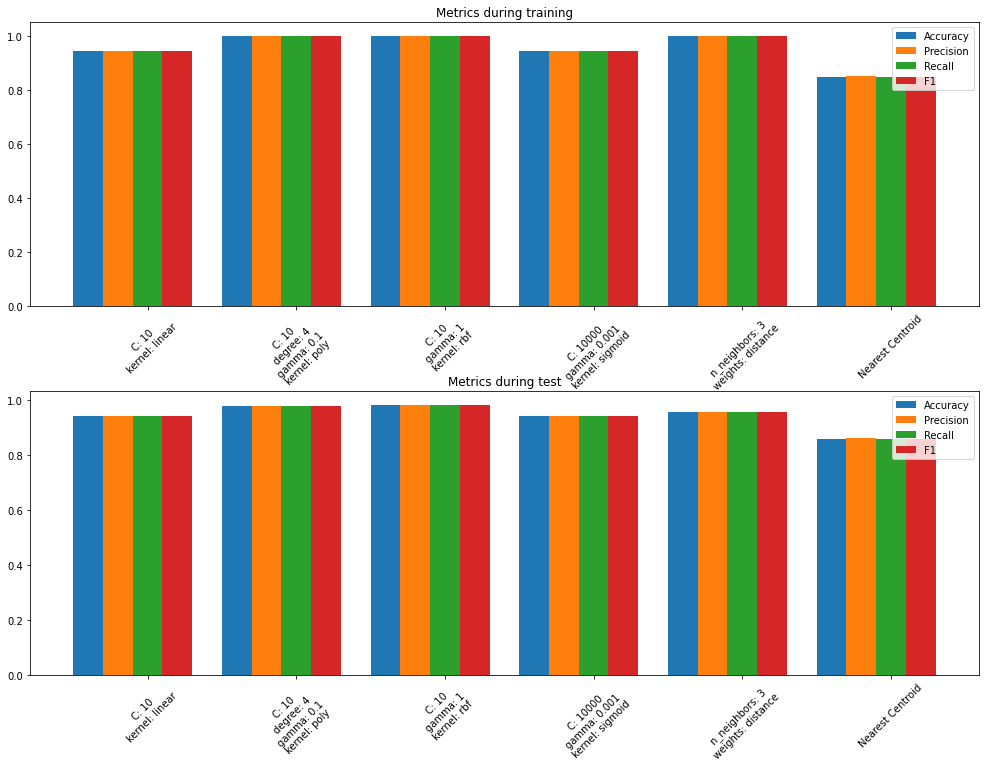 Metrics during training
1.0
0.8
0.6
0.4
0.2
0.0
Accuracy
Precision
Recall
F1
C: 10
kernel: linear
C: 10
degree: 4
gamma: 0.1
kernel: poly
C: 10
gamma: 1
kernel: rbf
C: 10000
gamma: 0.001
kernel: sigmoid
n_neighbors: 3
weights: distance
Nearest Centroid
Metrics during test
1.0
0.8
0.6
0.4
0.2
0.0
Accuracy
Precision
Recall
F1
C: 10
kernel: linear
C: 10
degree: 4
gamma: 0.1
kernel: poly
C: 10
gamma: 1
kernel: rbf
C: 10000
gamma: 0.001
kernel: sigmoid
n_neighbors: 3
weights: distance
Nearest Centroid